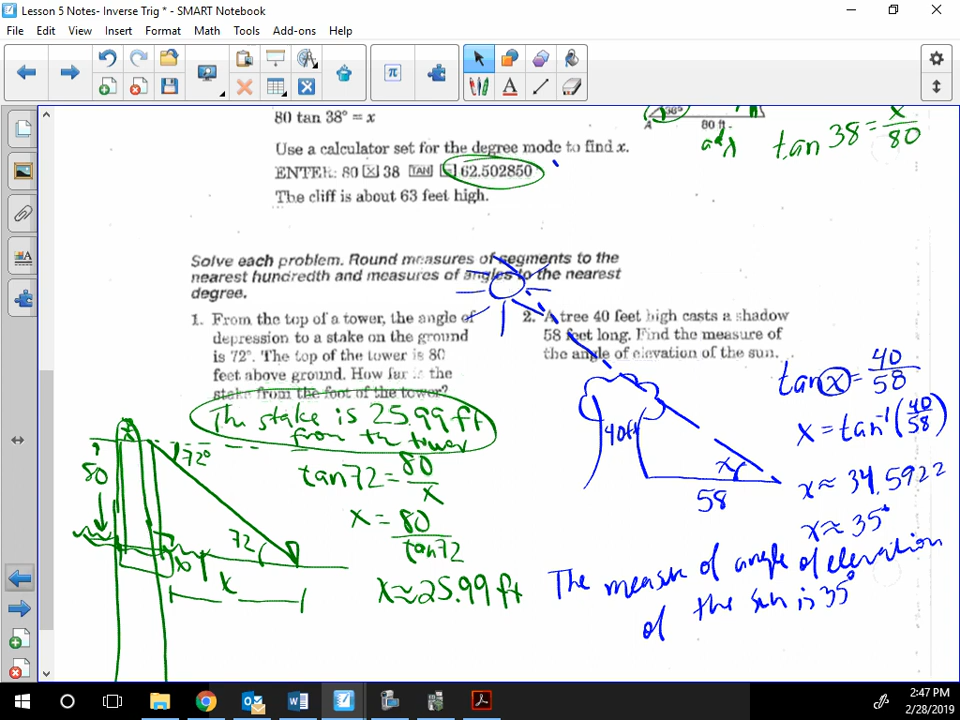 Lesson 5 Notes- Inverse Trig * - SMART Notebook
File Edit View Insert Format Math Tools Add-ons Help
80 tan 38° = x
Use a calculator set for the degree mode to find x.
ENTER: 80 × 38 TAN = 62.502850
The cliff is about 63 feet high.
38°
A
80 ft
adj
tan 38 = x/80
Solve each problem. Round measures of segments to the
nearest hundredth and measures of angles to the nearest
degree.
1. From the top of a tower, the angle of
depression to a stake on the ground
is 72°. The top of the tower is 80
feet above ground. How far is the
stake from the foot of the tower?
The stake is 25.99 ft
from the tower
80
72°
72
x
tan 72 = 80/x
x = 80/tan 72
x ≈ 25.99 ft
2. A tree 40 feet high casts a shadow
58 feet long. Find the measure of
the angle of elevation of the sun.
40ft
x
58
tan x = 40/58
x = tan⁻¹(40/58)
x ≈ 34.5922
x ≈ 35°
The measure of angle of elevation
of the sun is 35°
2:47 PM
2/28/2019